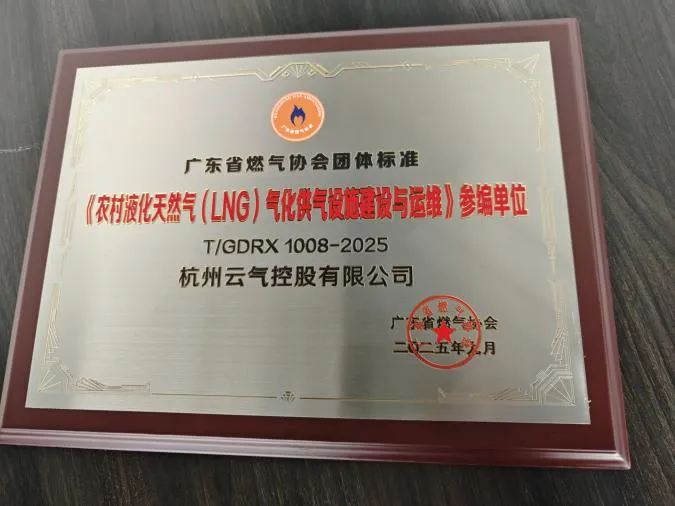 广东省燃气协会团体标准
《农村液化天然气（LNG）气化供气设施建设与运维》参编单位
T/GDRX 1008-2025
杭州云气控股有限公司
广东省燃气协会
二〇二五年九月